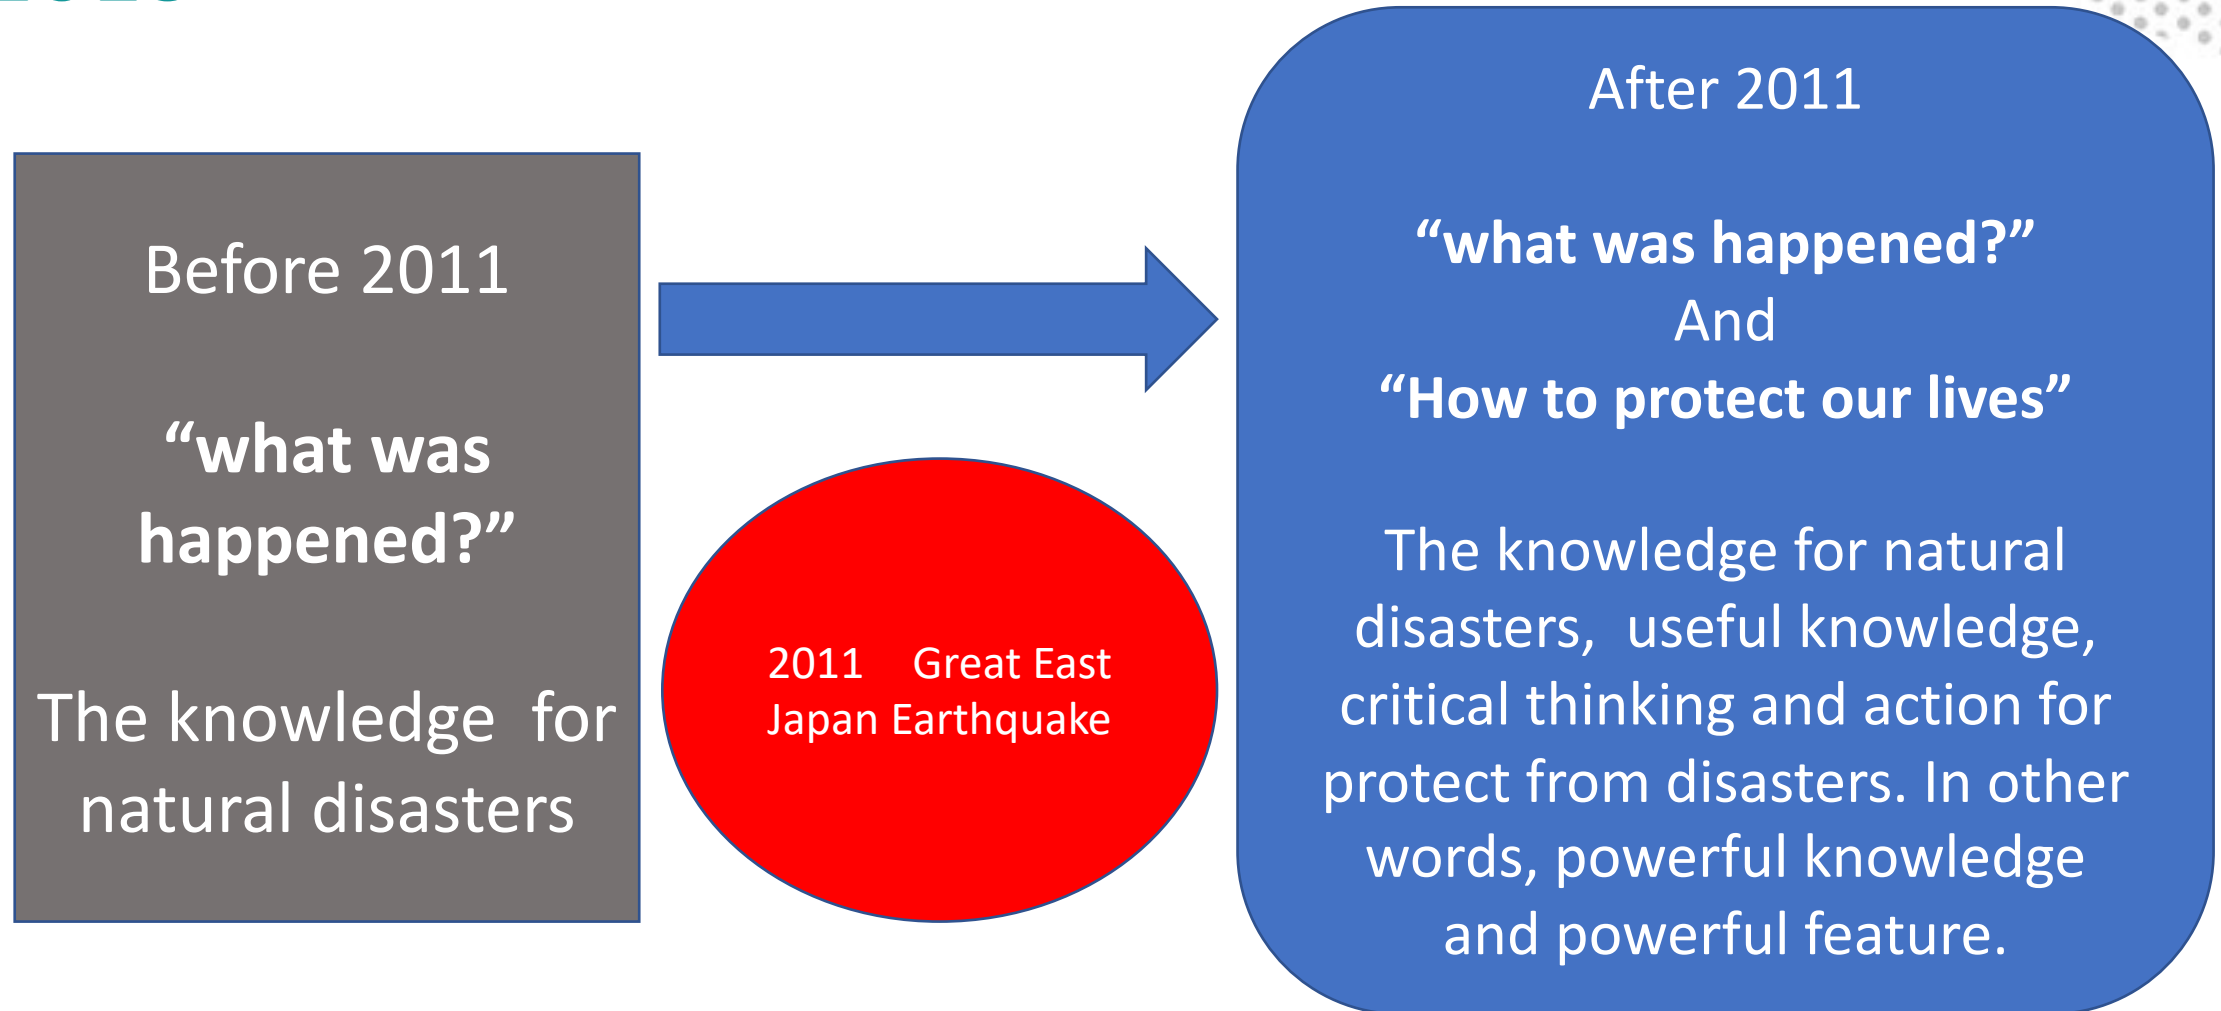 Before 2011
“what was
happened?”
The knowledge for
natural disasters
2011 Great East
Japan Earthquake
After 2011
“what was happened?”
And
“How to protect our lives”
The knowledge for natural
disasters, useful knowledge,
critical thinking and action for
protect from disasters. In other
words, powerful knowledge
and powerful feature.